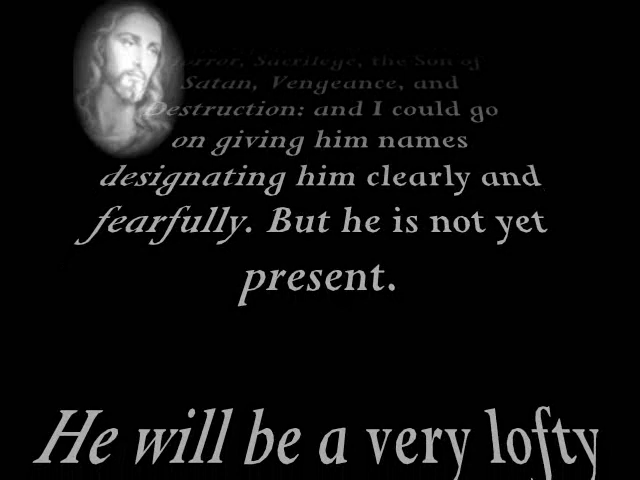 Horror, Sacrilege, the Son of
Satan, Vengeance, and
Destruction: and I could go
on giving him names
designating him clearly and
fearfully. But he is not yet
present.
He will be a very lofty